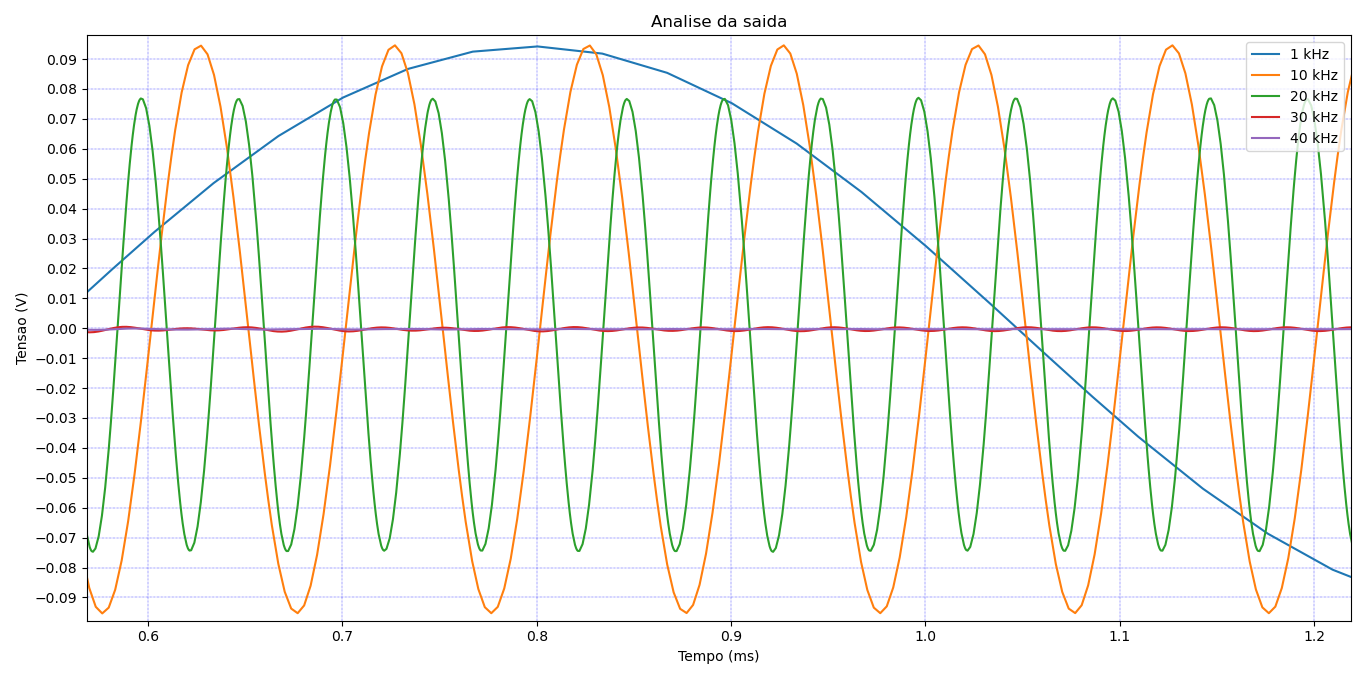 Analise da saida
1 kHz
10 kHz
20 kHz
30 kHz
40 kHz
Tensao (V)
0.09
0.08
0.07
0.06
0.05
0.04
0.03
0.02
0.01
0.00
−0.01
−0.02
−0.03
−0.04
−0.05
−0.06
−0.07
−0.08
−0.09
0.6 0.7 0.8 0.9 1.0 1.1 1.2
Tempo (ms)